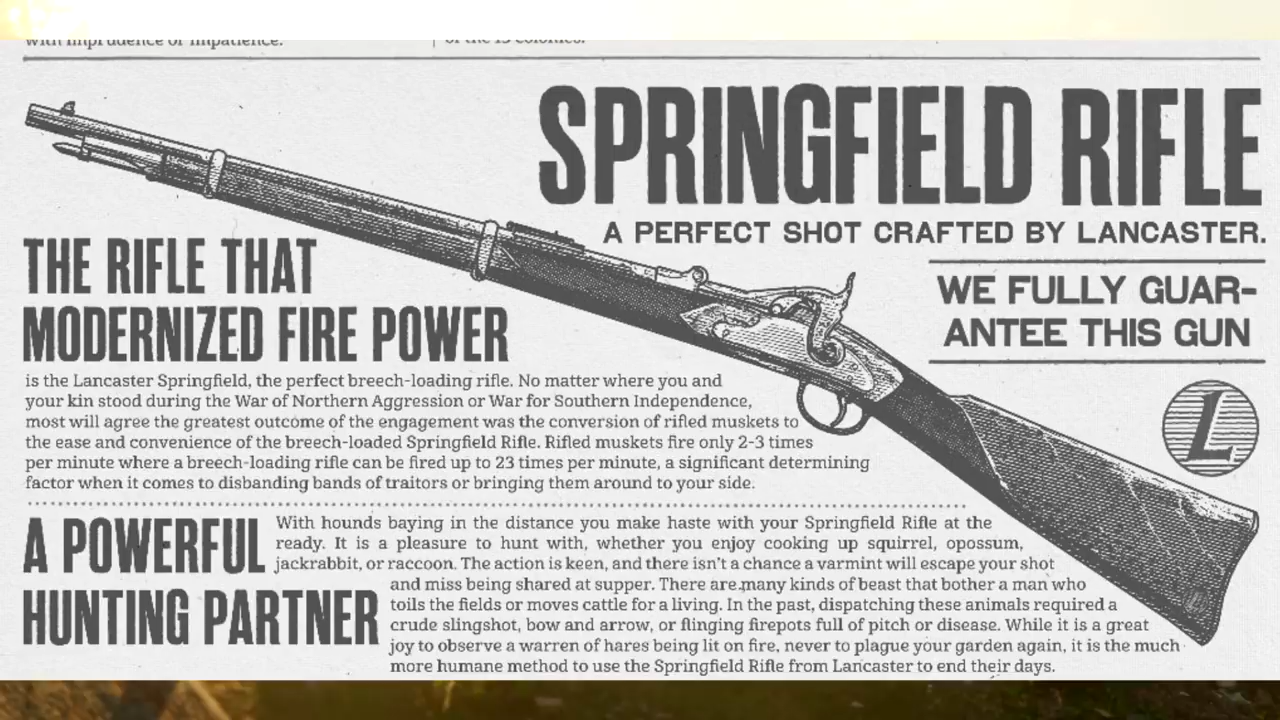 with imprudence or impatience.
of the 13 colonies.
SPRINGFIELD RIFLE
A PERFECT SHOT CRAFTED BY LANCASTER.
WE FULLY GUAR-
ANTEE THIS GUN
L
THE RIFLE THAT
MODERNIZED FIRE POWER
is the Lancaster Springfield, the perfect breech-loading rifle. No matter where you and
your kin stood during the War of Northern Aggression or War for Southern Independence,
most will agree the greatest outcome of the engagement was the conversion of rifled muskets to
the ease and convenience of the breech-loaded Springfield Rifle. Rifled muskets fire only 2-3 times
per minute where a breech-loading rifle can be fired up to 23 times per minute, a significant determining
factor when it comes to disbanding bands of traitors or bringing them around to your side.
A POWERFUL
HUNTING PARTNER
With hounds baying in the distance you make haste with your Springfield Rifle at the
ready. It is a pleasure to hunt with, whether you enjoy cooking up squirrel, opossum,
jackrabbit, or raccoon. The action is keen, and there isn't a chance a varmint will escape your shot
and miss being shared at supper. There are many kinds of beast that bother a man who
toils the fields or moves cattle for a living. In the past, dispatching these animals required a
crude slingshot, bow and arrow, or flinging firepots full of pitch or disease. While it is a great
joy to observe a warren of hares being lit on fire, never to plague your garden again, it is the much
more humane method to use the Springfield Rifle from Lancaster to end their days.